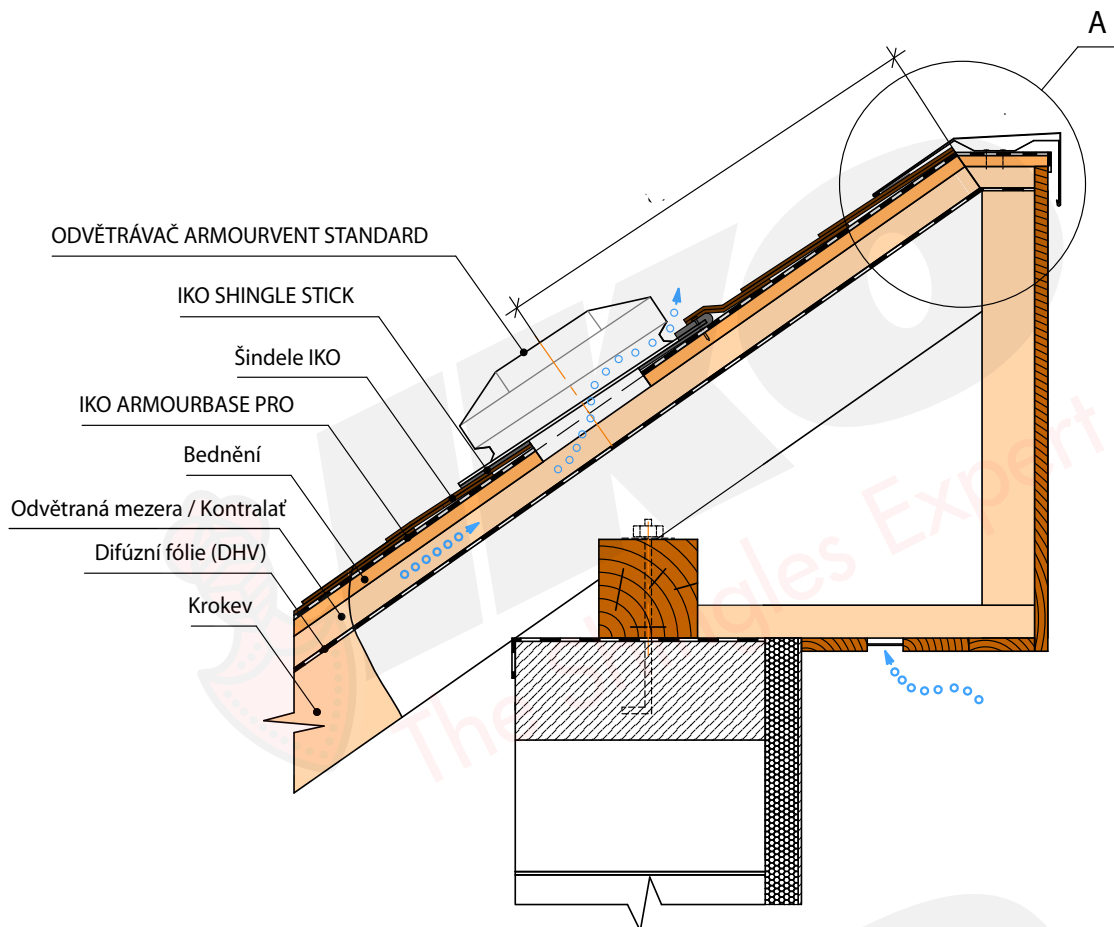 A
ODVĚTRÁVAČ ARMOURVENT STANDARD
IKO SHINGLE STICK
Šindele IKO
IKO ARMOURBASE PRO
Bednění
Odvětraná mezera / Kontralať
Difúzní fólie (DHV)
Krokev
IKO
The Shingles Expert